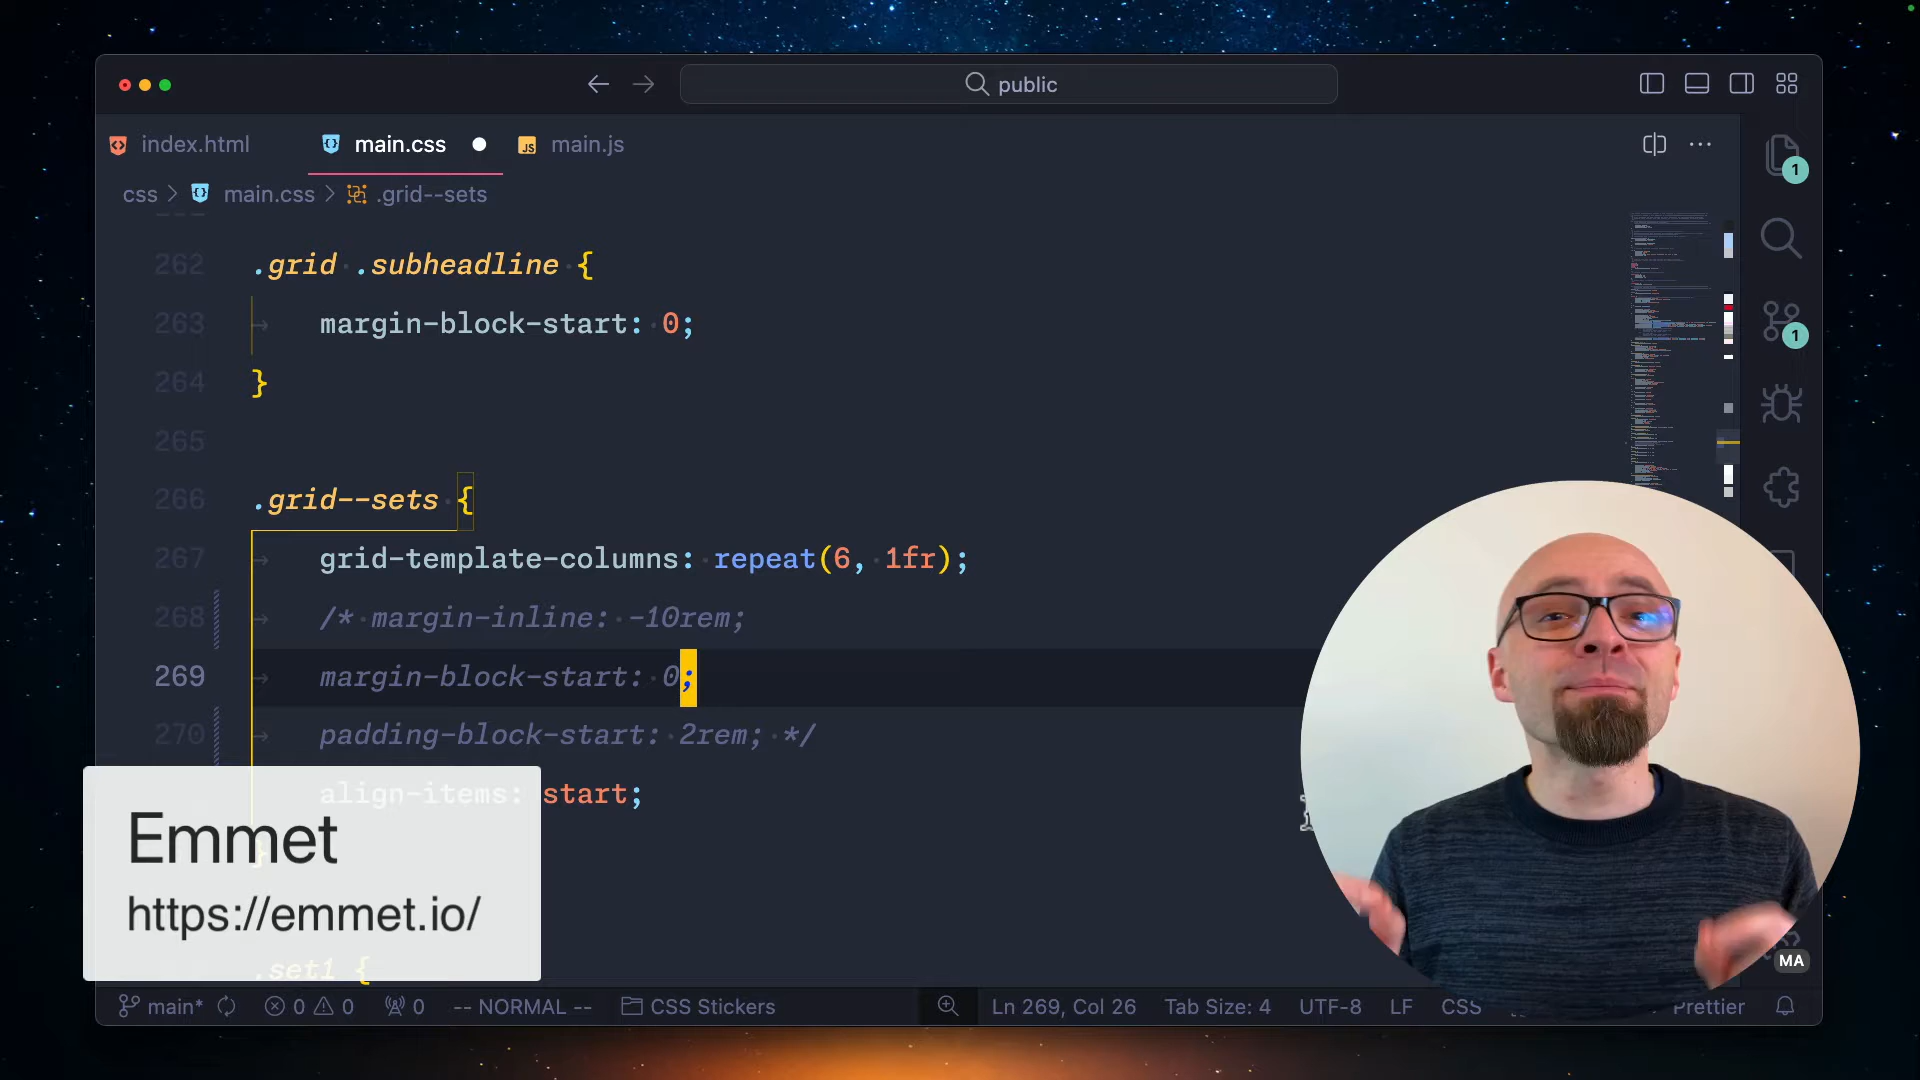 public
index.html
main.css
main.js
css > main.css > .grid--sets
1
262 .grid .subheadline {
263 margin-block-start: 0;
1
264 }
265
266 .grid--sets {
267 grid-template-columns: repeat(6, 1fr);
268 /* margin-inline: -10rem;
269 margin-block-start: 0;
270 padding-block-start: 2rem; */
align-items: start;
}
Emmet
https://emmet.io/
.set1 {
MA
main* 0 0 0 -- NORMAL -- CSS Stickers Ln 269, Col 26 Tab Size: 4 UTF-8 LF CSS Prettier